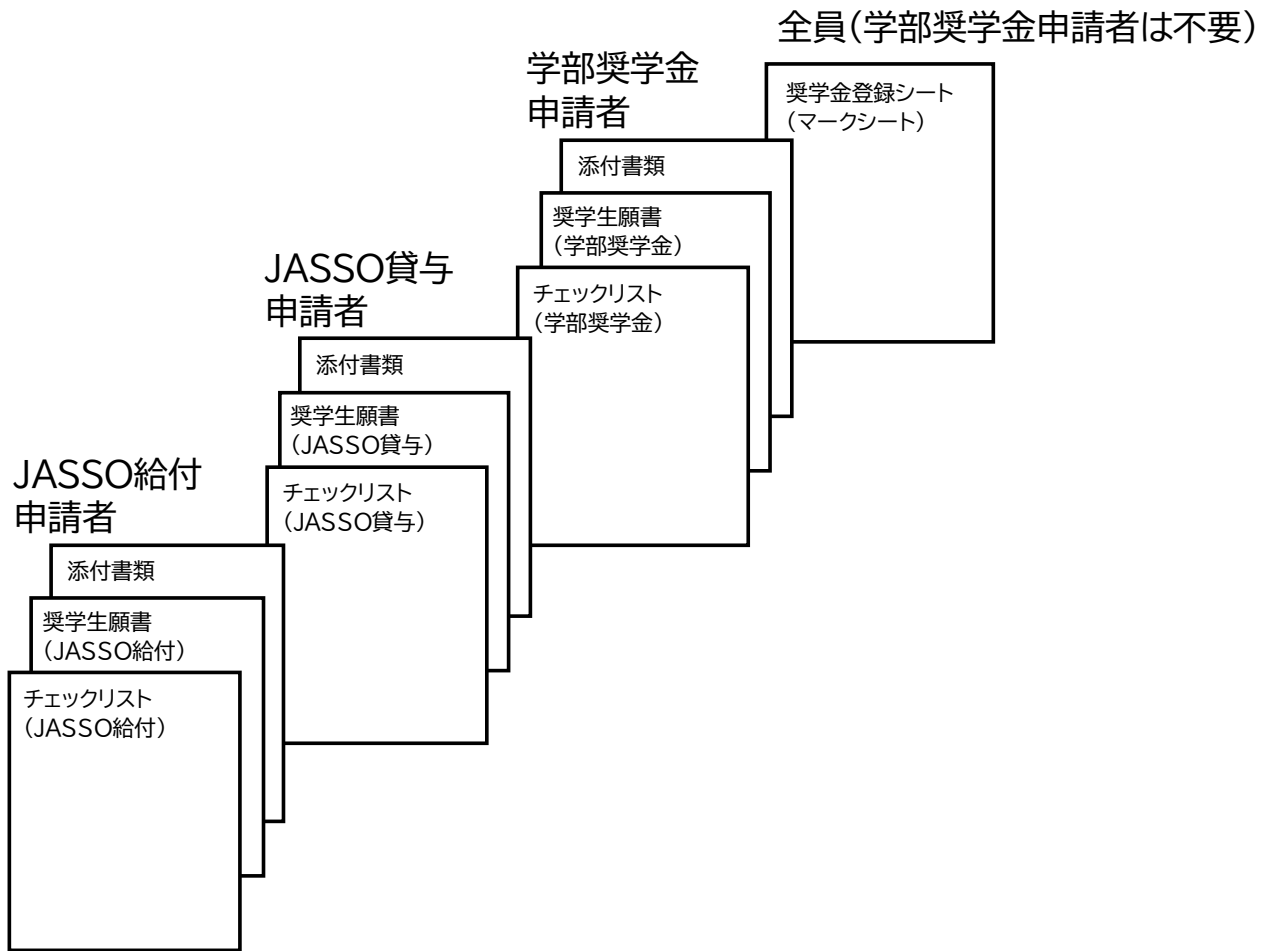 全員(学部奨学金申請者は不要)
奨学金登録シート
(マークシート)
学部奨学金
申請者
添付書類
奨学生願書
(学部奨学金)
チェックリスト
(学部奨学金)
JASSO貸与
申請者
添付書類
奨学生願書
(JASSO貸与)
チェックリスト
(JASSO貸与)
JASSO給付
申請者
添付書類
奨学生願書
(JASSO給付)
チェックリスト
(JASSO給付)